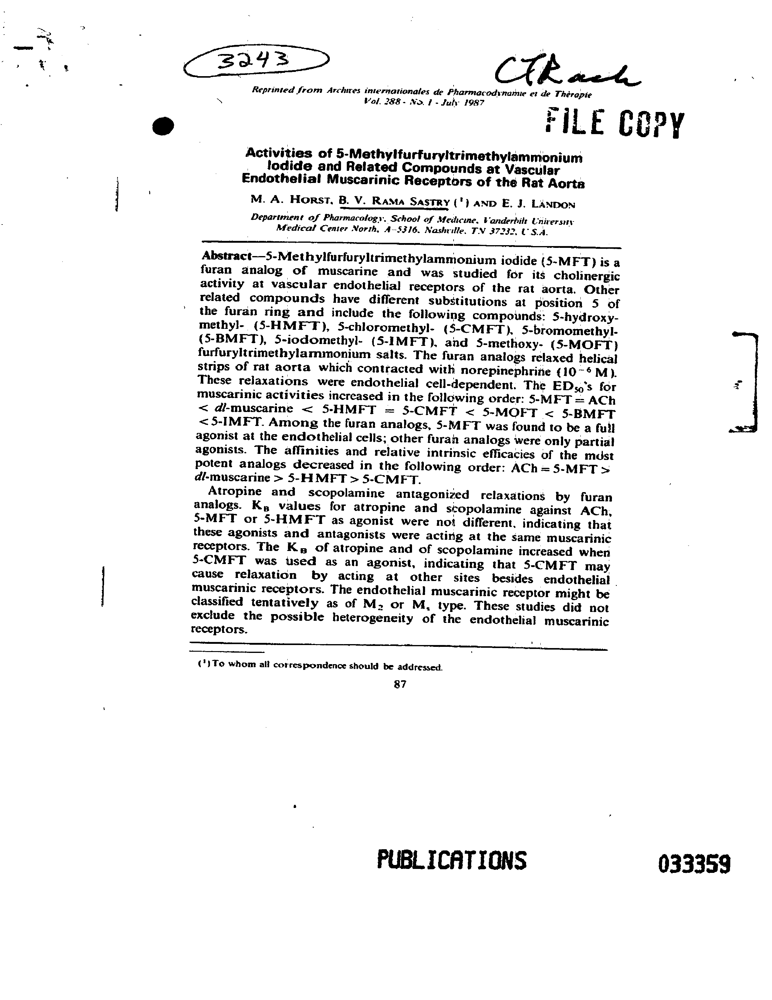 3243
Reprinted from Archives internationales de Pharmacodynamie et de Thérapie
Vol. 288 - No. 1 - July 1987
FILE COPY
Activities of 5-Methylfurfuryltrimethylammonium
Iodide and Related Compounds at Vascular
Endothelial Muscarinic Receptors of the Rat Aorta
M. A. HORST, B. V. RAMA SASTRY (¹) AND E. J. LANDON
Department of Pharmacology, School of Medicine, Vanderbilt University
Medical Center North, A-5316, Nashville, TN 37232, U.S.A.
Abstract—5-Methylfurfuryltrimethylammonium iodide (5-MFT) is a
furan analog of muscarine and was studied for its cholinergic
activity at vascular endothelial receptors of the rat aorta. Other
related compounds have different substitutions at position 5 of
the furan ring and include the following compounds: 5-hydroxy-
methyl- (5-HMFT), 5-chloromethyl- (5-CMFT), 5-bromomethyl-
(5-BMFT), 5-iodomethyl- (5-IMFT), and 5-methoxy- (5-MOFT)
furfuryltrimethylammonium salts. The furan analogs relaxed helical
strips of rat aorta which contracted with norepinephrine (10⁻⁶ M).
These relaxations were endothelial cell-dependent. The ED₅₀'s for
muscarinic activities increased in the following order: 5-MFT = ACh
< dl-muscarine < 5-HMFT = 5-CMFT < 5-MOFT < 5-BMFT
< 5-IMFT. Among the furan analogs, 5-MFT was found to be a full
agonist at the endothelial cells; other furan analogs were only partial
agonists. The affinities and relative intrinsic efficacies of the most
potent analogs decreased in the following order: ACh = 5-MFT >
dl-muscarine > 5-HMFT > 5-CMFT.
Atropine and scopolamine antagonized relaxations by furan
analogs. K_B values for atropine and scopolamine against ACh,
5-MFT or 5-HMFT as agonist were not different, indicating that
these agonists and antagonists were acting at the same muscarinic
receptors. The K_B of atropine and of scopolamine increased when
5-CMFT was used as an agonist, indicating that 5-CMFT may
cause relaxation by acting at other sites besides endothelial
muscarinic receptors. The endothelial muscarinic receptor might be
classified tentatively as of M₂ or M, type. These studies did not
exclude the possible heterogeneity of the endothelial muscarinic
receptors.
(¹) To whom all correspondence should be addressed.
87
PUBLICATIONS
033359